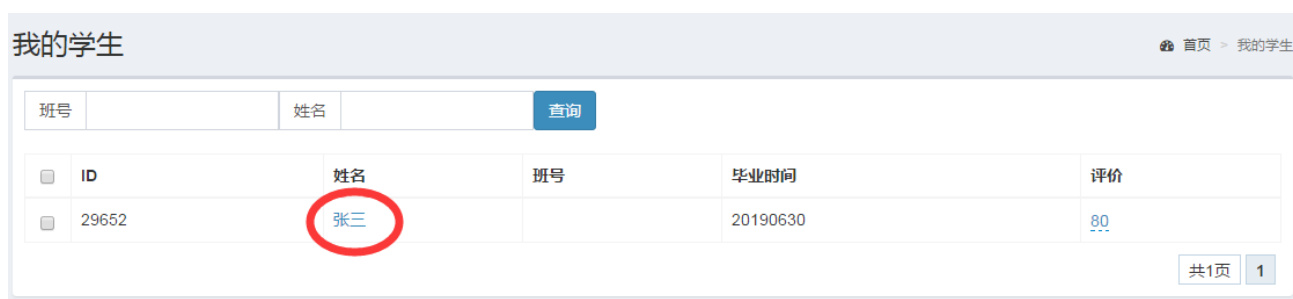 我的学生
首页 > 我的学生
班号 姓名 查询
ID 姓名 班号 毕业时间 评价
29652 张三 20190630 80
共1页 1